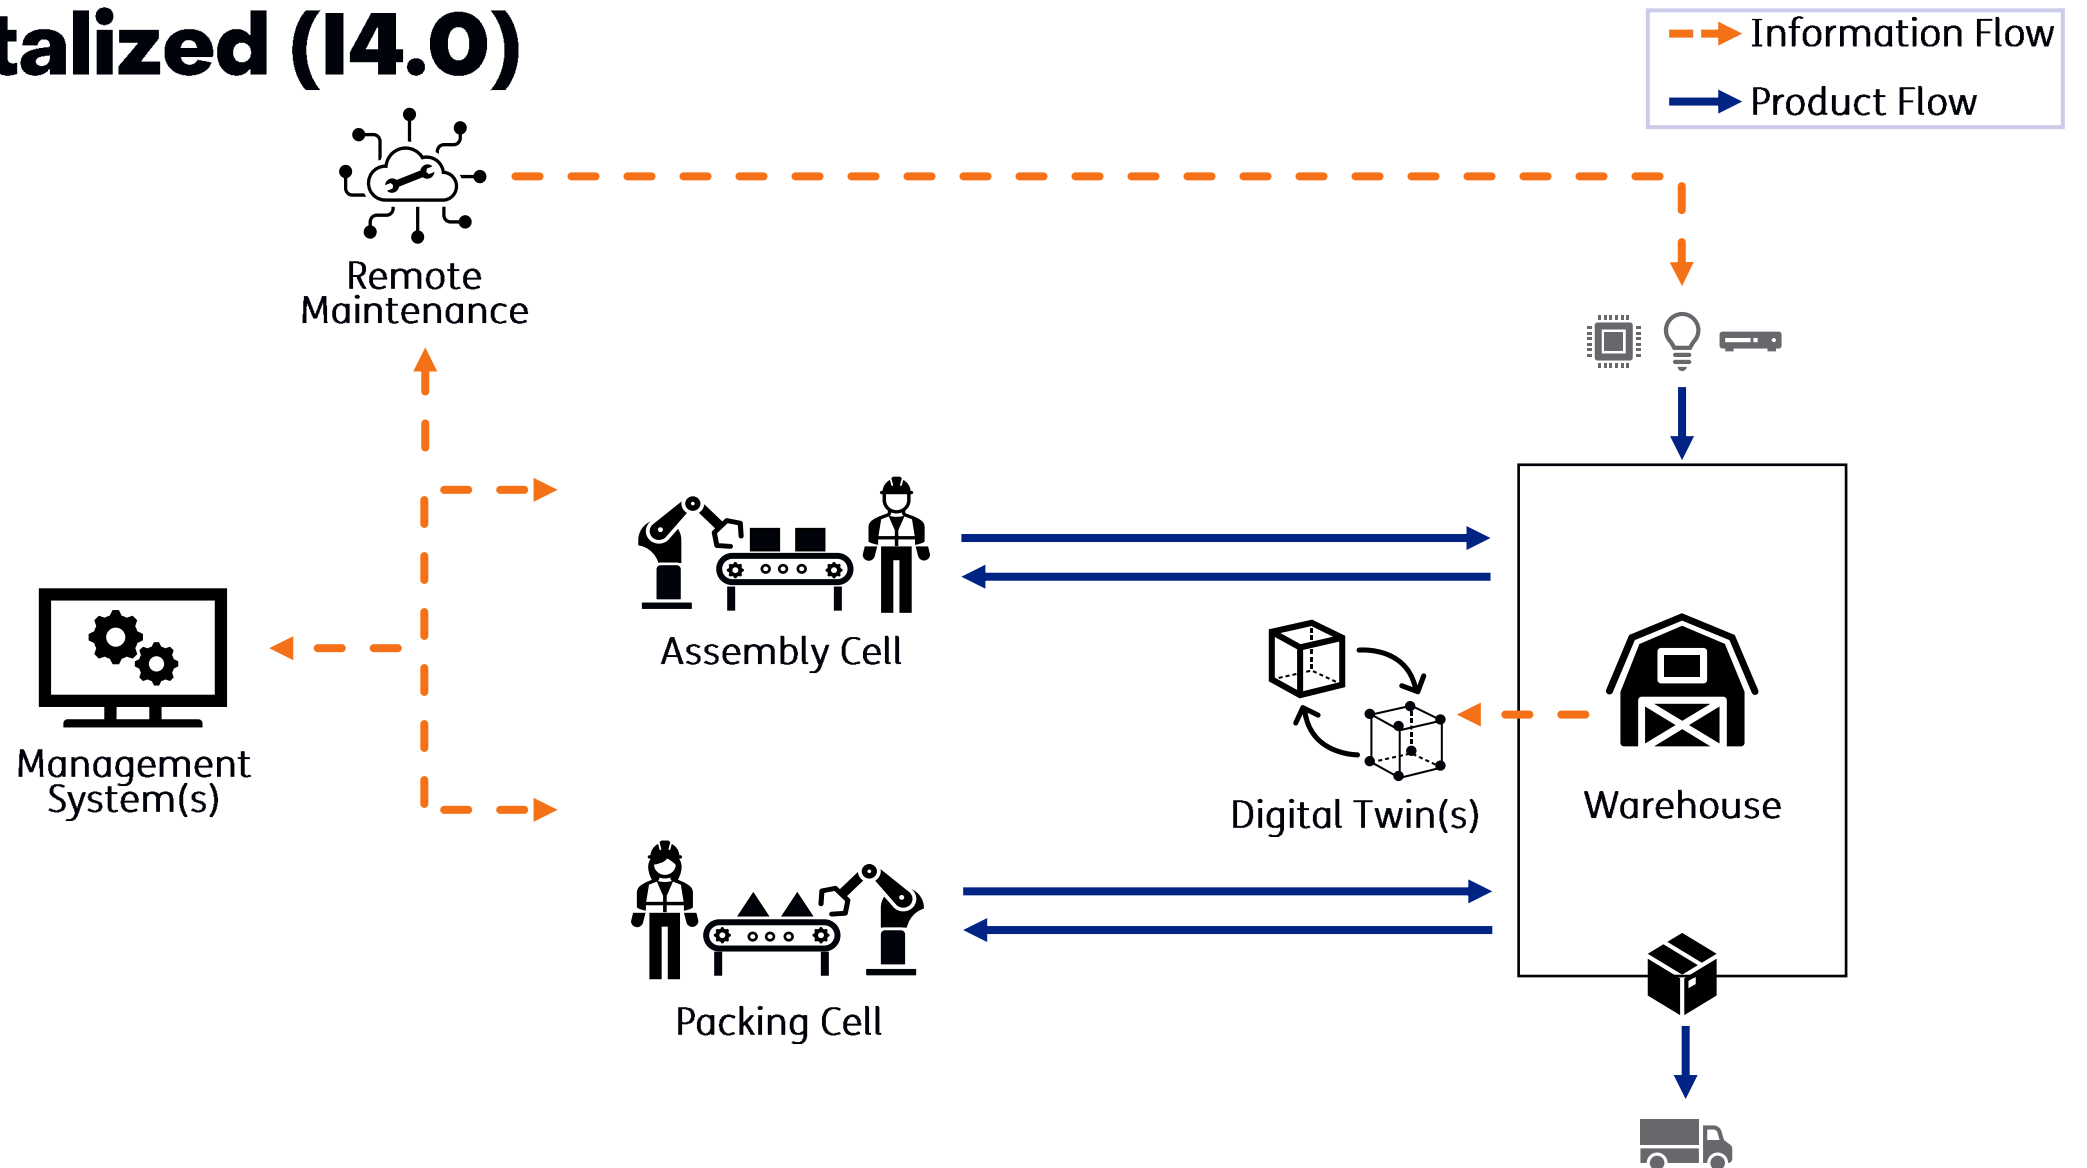 talized (I4.0)
Information Flow
Product Flow
Remote
Maintenance
Assembly Cell
Management
System(s)
Digital Twin(s)
Warehouse
Packing Cell